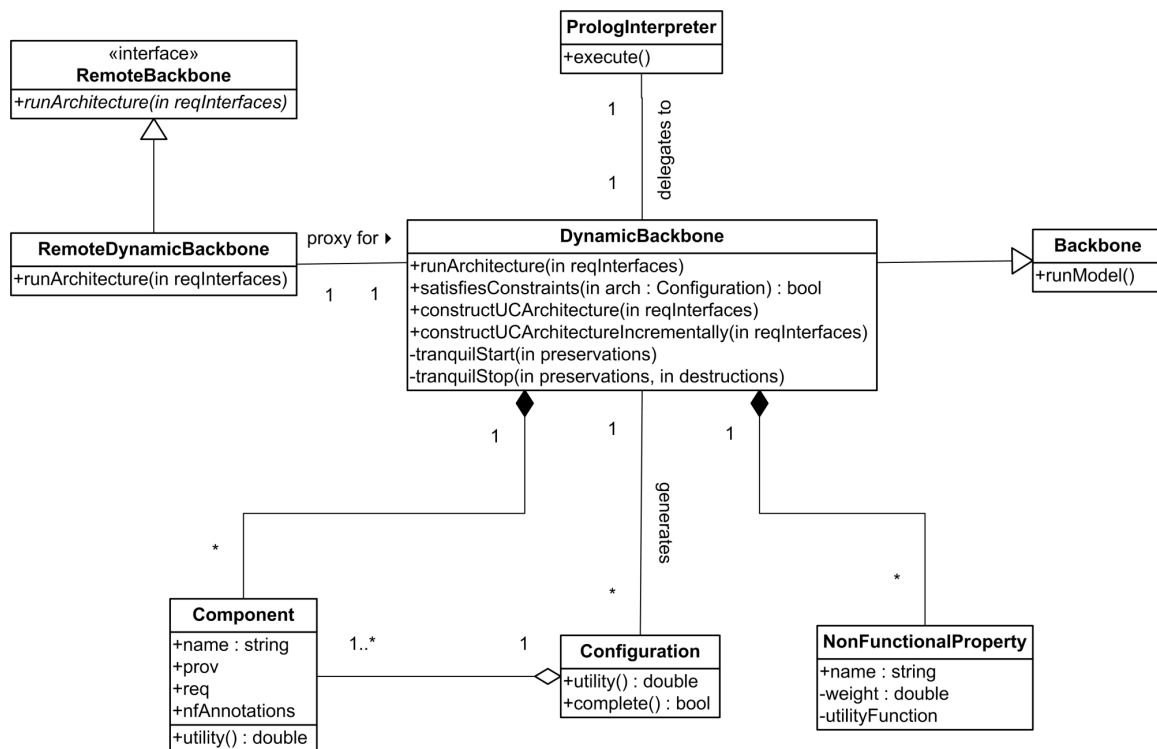 PrologInterpreter
+execute()
«interface»
RemoteBackbone
+runArchitecture(in reqInterfaces)
1
1
delegates to
RemoteDynamicBackbone
+runArchitecture(in reqInterfaces)
proxy for
1
1
DynamicBackbone
+runArchitecture(in reqInterfaces)
+satisfiesConstraints(in arch : Configuration) : bool
+constructUCArchitecture(in reqInterfaces)
+constructUCArchitectureIncrementally(in reqInterfaces)
-tranquilStart(in preservations)
-tranquilStop(in preservations, in destructions)
Backbone
+runModel()
1
1
1
generates
*
*
*
Component
+name : string
+prov
+req
+nfAnnotations
+utility() : double
1..*
1
Configuration
+utility() : double
+complete() : bool
NonFunctionalProperty
+name : string
-weight : double
-utilityFunction